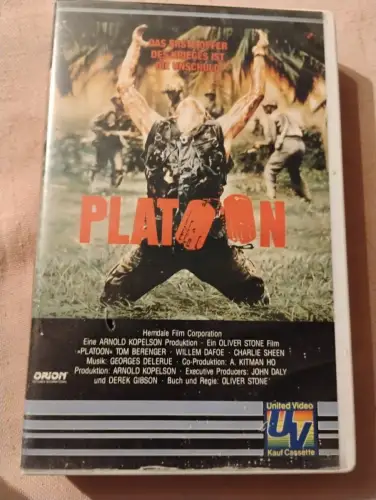 DAS ERSTE OPFER
DES KRIEGES IST
DIE UNSCHULD
PLATOON
Hemdale Film Corporation
Eine ARNOLD KOPELSON Produktion · Ein OLIVER STONE Film
»PLATOON« TOM BERENGER · WILLEM DAFOE · CHARLIE SHEEN
Musik: GEORGES DELERUE · Co-Produktion: A. KITMAN HO
Produktion: ARNOLD KOPELSON · Executive Producers: JOHN DALY
und DEREK GIBSON · Buch und Regie: OLIVER STONE
ORION
United Video
UV
Kauf Cassette